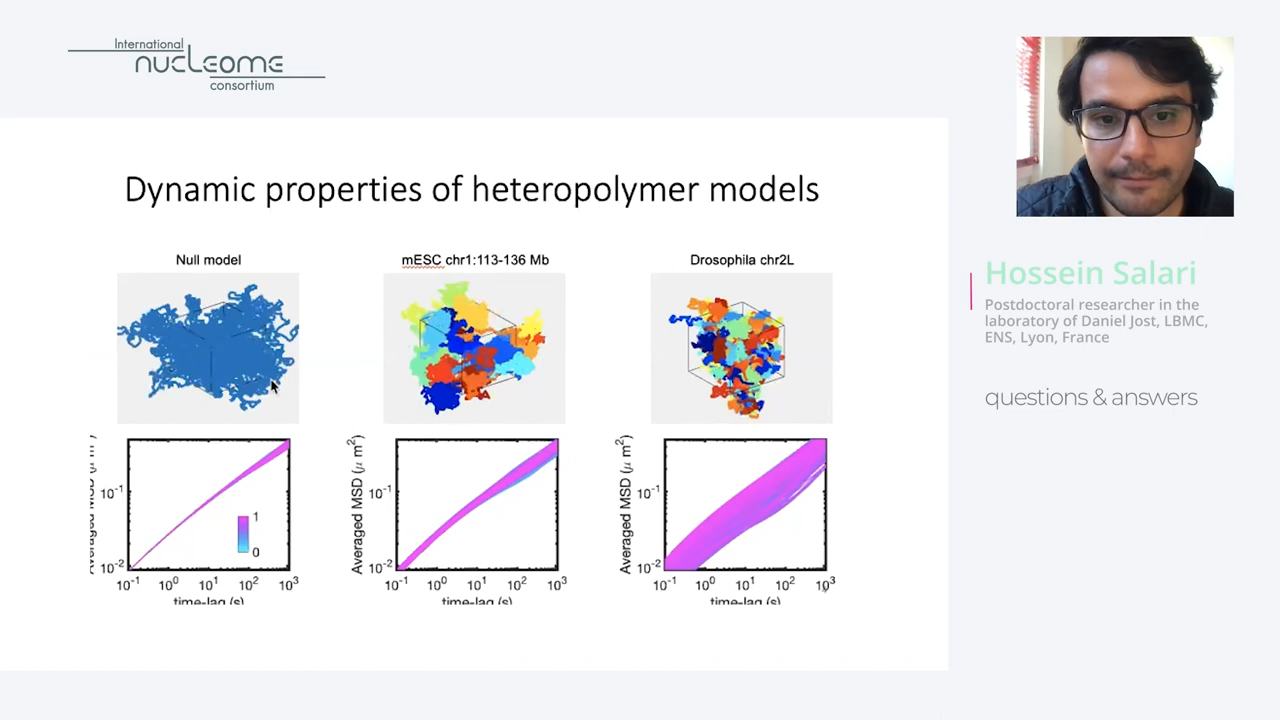 International
nucleome
consortium
Dynamic properties of heteropolymer models
Null model
mESC chr1:113-136 Mb
Drosophila chr2L
Averaged MSD (μ m²)
10⁻¹
10⁻²
1
0
10⁻¹ 10⁰ 10¹ 10² 10³
time-lag (s)
Averaged MSD (μ m²)
10⁻¹
10⁻²
10⁻¹ 10⁰ 10¹ 10² 10³
time-lag (s)
Averaged MSD (μ m²)
10⁻¹
10⁻²
10⁻¹ 10⁰ 10¹ 10² 10³
time-lag (s)
Hossein Salari
Postdoctoral researcher in the
laboratory of Daniel Jost, LBMC,
ENS, Lyon, France
questions & answers